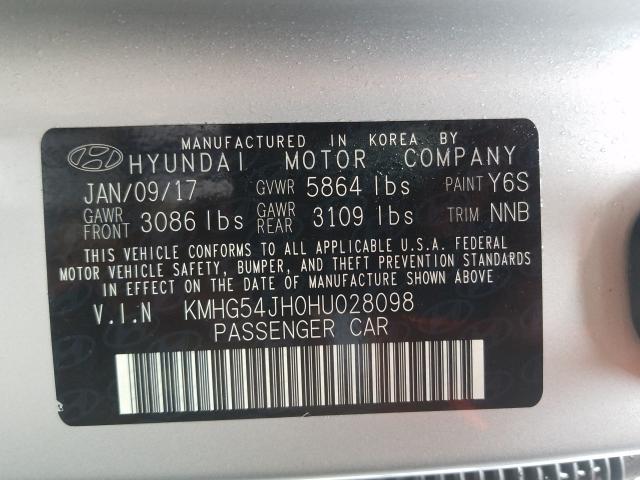 MANUFACTURED IN KOREA BY
HYUNDAI MOTOR COMPANY
JAN/09/17 GVWR 5864 lbs PAINT Y6S
GAWR FRONT 3086 lbs GAWR REAR 3109 lbs TRIM NNB
THIS VEHICLE CONFORMS TO ALL APPLICABLE U.S.A. FEDERAL
MOTOR VEHICLE SAFETY, BUMPER, AND THEFT PREVENTION STANDARDS
IN EFFECT ON THE DATE OF MANUFACTURE SHOWN ABOVE
V.I.N KMHG54JH0HU028098
PASSENGER CAR